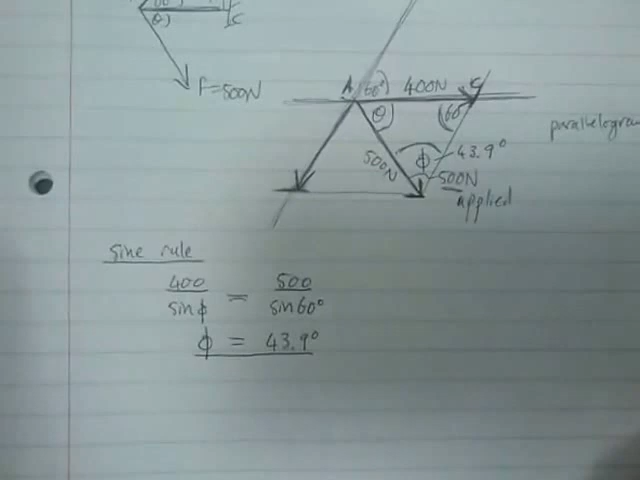 θ)
C
F=500N
A
60°)
400N
C
θ
60°
parallelogram
500N
ϕ
43.9°
500N
applied
sine rule
400 = 500
sinϕ sin60°
ϕ = 43.9°